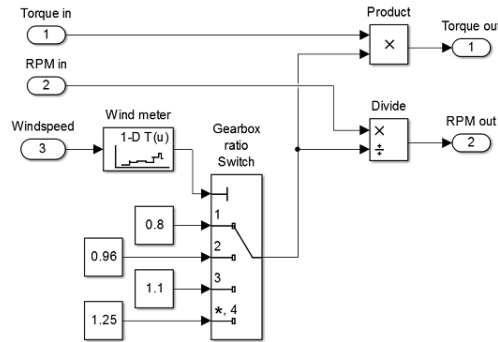 Torque in
1
Product
×
Torque out
1
RPM in
2
Windspeed
3
Wind meter
1-D T(u)
Divide
×
÷
RPM out
2
Gearbox
ratio
Switch
0.8
1
0.96
2
1.1
3
1.25
*, 4